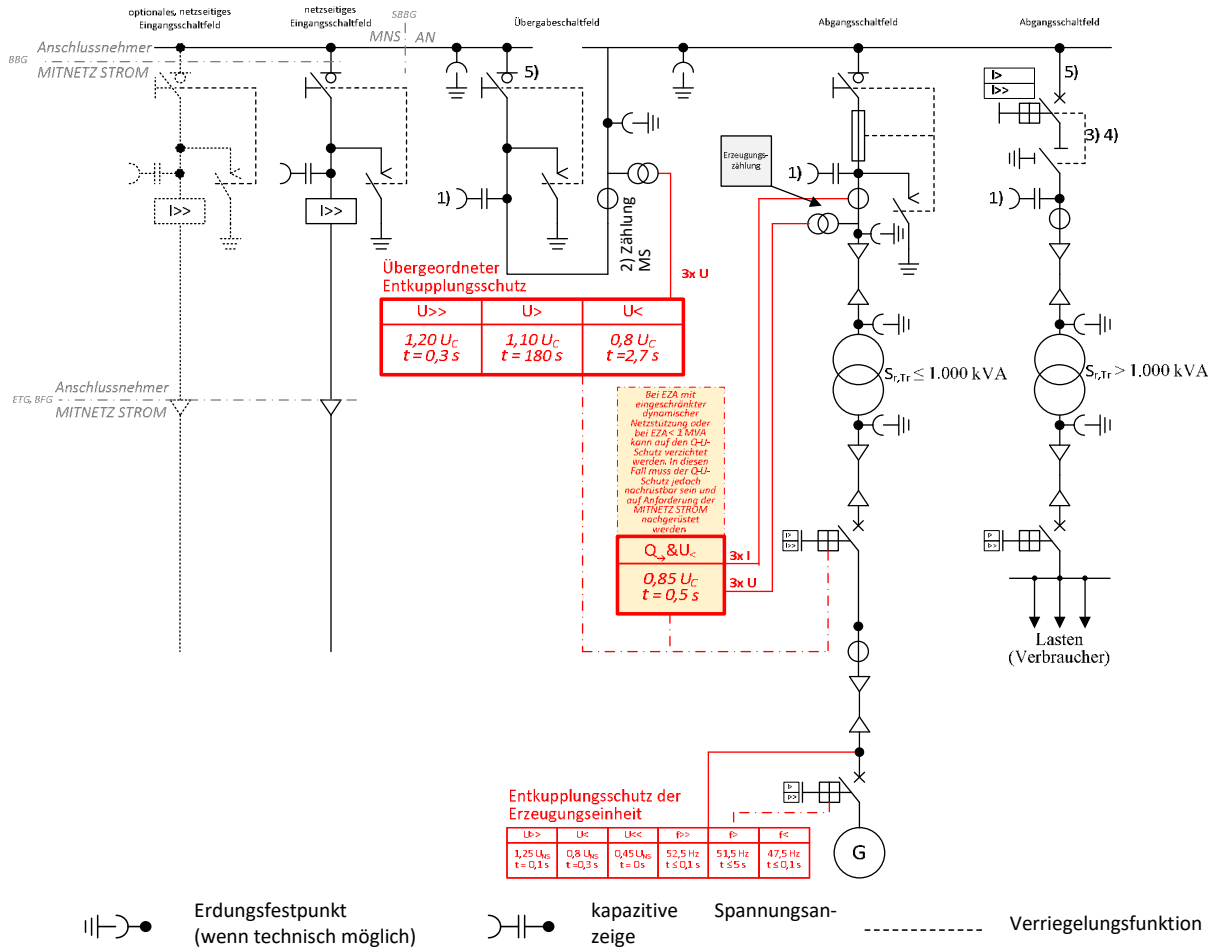 optionales, netzseitiges
Eingangsschaltfeld
netzseitiges
Eingangsschaltfeld
SBBG
MNS
AN
Übergabeschaltfeld
Abgangsschaltfeld
Abgangsschaltfeld
BBG
Anschlussnehmer
MITNETZ STROM
5)
5)
I>
I>>
3) 4)
Erzeugungs-
zählung
1)
1)
1)
I>>
I>>
2) Zählung
MS
3x U
Übergeordneter
Entkupplungsschutz
U>>
U>
U<
1,20 UC
t = 0,3 s
1,10 UC
t = 180 s
0,8 UC
t =2,7 s
Sr,Tr ≤ 1.000 kVA
Sr,Tr > 1.000 kVA
ETG, BFG
Anschlussnehmer
MITNETZ STROM
Bei EZA mit
eingeschränkter
dynamischer
Netzstützung oder
bei EZA < 1 MVA
kann auf den Q-U-
Schutz verzichtet
werden. In diesen
Fall muss der Q-U-
Schutz jedoch
nachrüstbar sein und
auf Anforderung der
MITNETZ STROM
nachgerüstet
werden
Q→&U<
3x I
0,85 UC
t = 0,5 s
3x U
I>
I>>
I>
I>>
Lasten
(Verbraucher)
I>
I>>
Entkupplungsschutz der
Erzeugungseinheit
U>>
U<
U<<
f>>
f>
f<
1,25 UNS
t = 0,1 s
0,8 UNS
t =0,3 s
0,45 UNS
t = 0s
52,5 Hz
t ≤ 0,1 s
51,5 Hz
t ≤ 5 s
47,5 Hz
t ≤ 0,1 s
G
Erdungsfestpunkt
(wenn technisch möglich)
kapazitive Spannungsan-
zeige
Verriegelungsfunktion